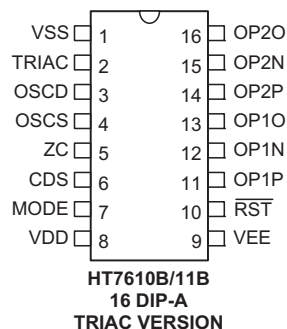 VSS 1 16 OP2O
TRIAC 2 15 OP2N
OSCD 3 14 OP2P
OSCS 4 13 OP1O
ZC 5 12 OP1N
CDS 6 11 OP1P
MODE 7 10 R̅S̅T̅
VDD 8 9 VEE
HT7610B/11B
16 DIP-A
TRIAC VERSION